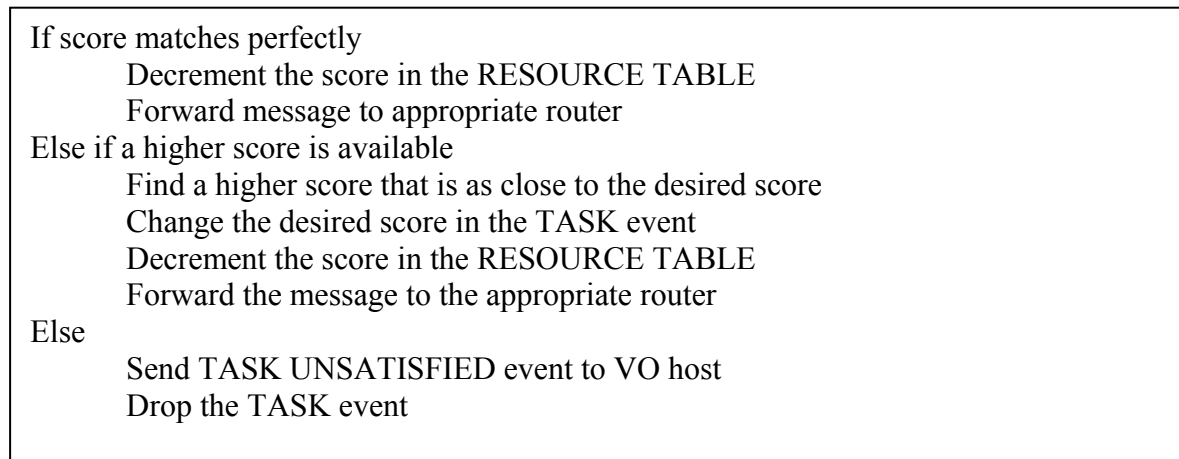 If score matches perfectly
Decrement the score in the RESOURCE TABLE
Forward message to appropriate router
Else if a higher score is available
Find a higher score that is as close to the desired score
Change the desired score in the TASK event
Decrement the score in the RESOURCE TABLE
Forward the message to the appropriate router
Else
Send TASK UNSATISFIED event to VO host
Drop the TASK event